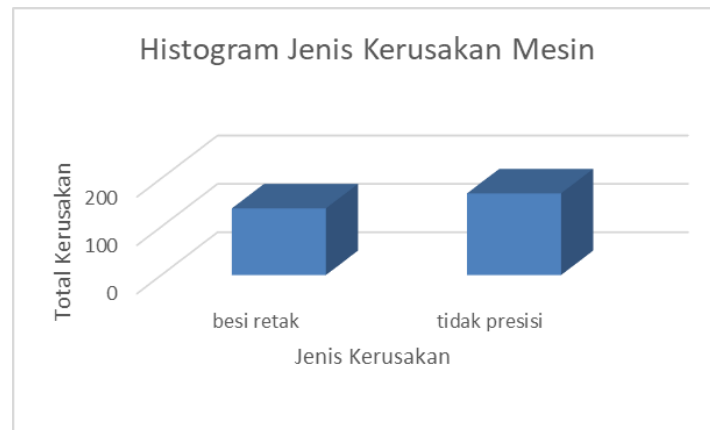 Histogram Jenis Kerusakan Mesin
Total Kerusakan
200
100
0
besi retak
tidak presisi
Jenis Kerusakan